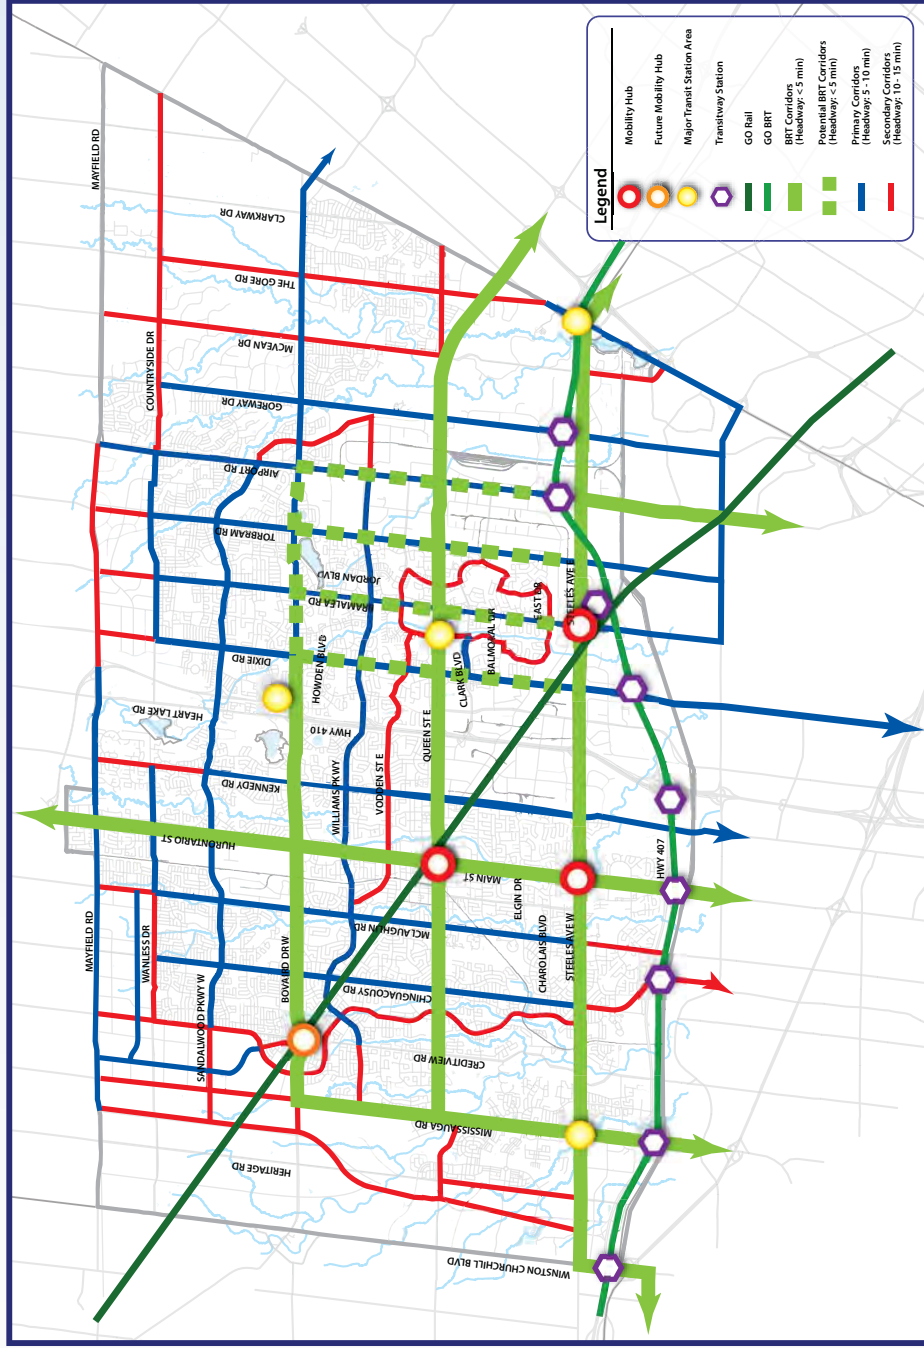 MAYFIELD RD
CLARKWAY DR
THE GORE RD
COUNTRYSIDE DR
MCVEAN DR
GOREWAY DR
AIRPORT RD
TORBRAM RD
JORDAN BLVD
BRAMALEA RD
EAST DR
STEELES AVE E
BALMORAL DR
CLARK BLVD
HOWDEN BLVD
DIXIE RD
HEART LAKE RD
HWY 410
QUEEN ST E
VODDEN ST E
WILLIAMS PKWY
KENNEDY RD
HURONTARIO ST
MAIN ST
ELGIN DR
HWY 407
MCLAUGHLIN RD
CHAROLAIS BLVD
STEELES AVE W
MAYFIELD RD
WANLESS DR
BOVAIRD DR W
SANDALWOOD PKWY W
CHINGUACOUSY RD
CREDITVIEW RD
MISSISSAUGA RD
HERITAGE RD
WINSTON CHURCHILL BLVD
Legend
Mobility Hub
Future Mobility Hub
Major Transit Station Area
Transitway Station
GO Rail
GO BRT
BRT Corridors
(Headway: < 5 min)
Potential BRT Corridors
(Headway: < 5 min)
Primary Corridors
(Headway: 5 - 10 min)
Secondary Corridors
(Headway: 10 - 15 min)